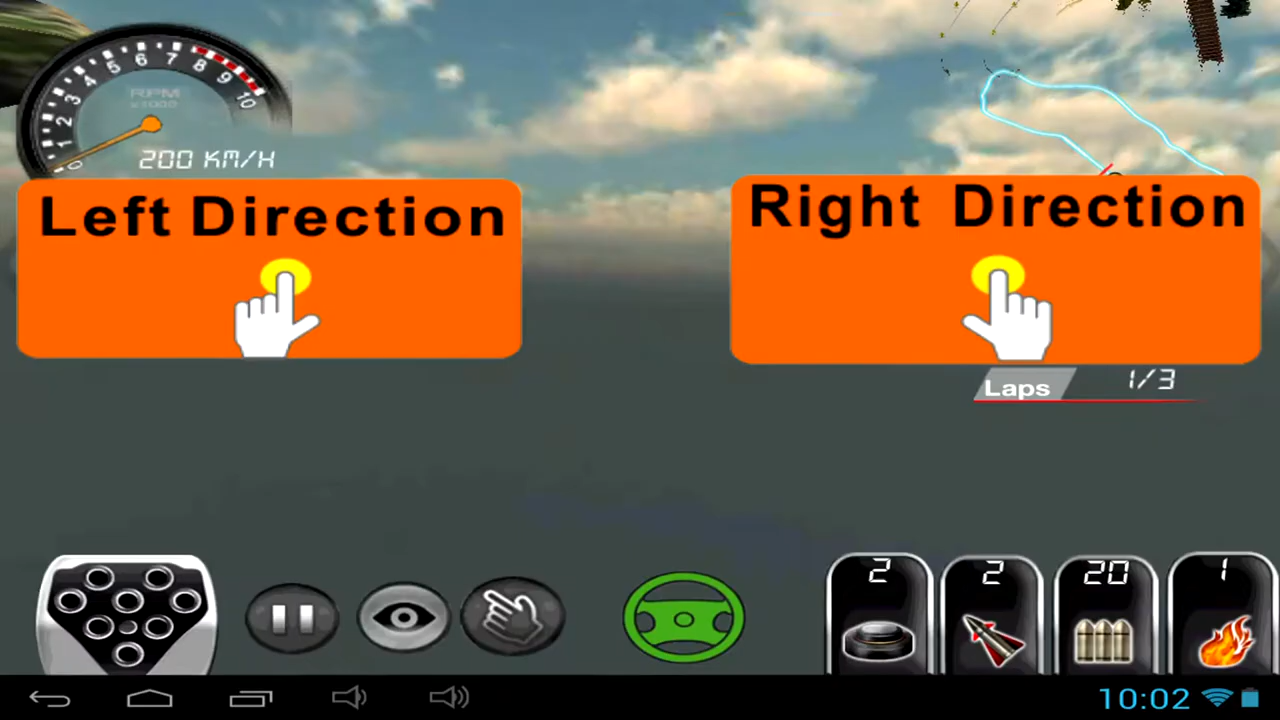 0 1 2 3 4 5 6 7 8 9 10
RPM
x1000
200 KM/H
Left Direction
Right Direction
Laps 1/3
2 2 20 1
10:02